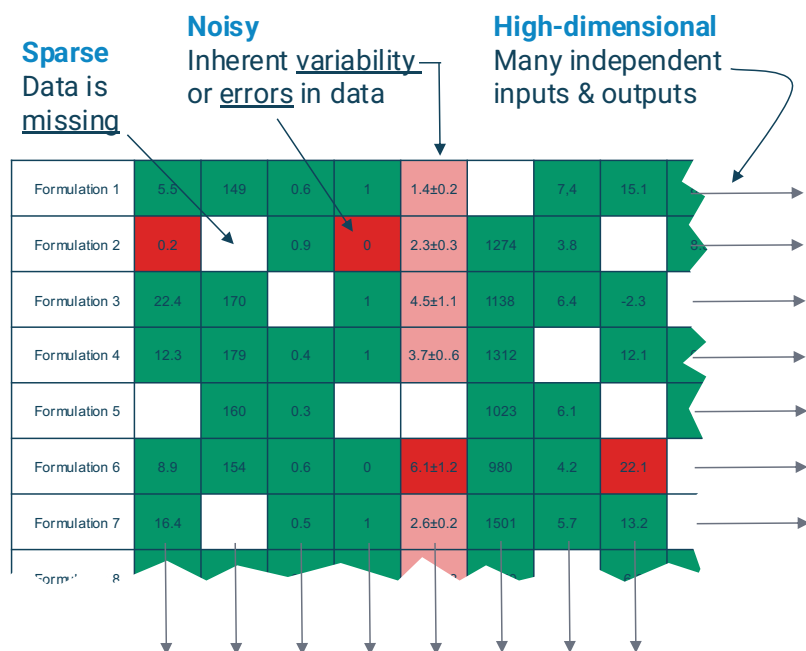 Sparse
Data is
missing
Noisy
Inherent variability
or errors in data
High-dimensional
Many independent
inputs & outputs
Formulation 1 5.5 149 0.6 1 1.4±0.2 7,4 15.1
Formulation 2 0.2 0.9 0 2.3±0.3 1274 3.8
Formulation 3 22.4 170 1 4.5±1.1 1138 6.4 -2.3
Formulation 4 12.3 179 0.4 1 3.7±0..6 1312 12.1
Formulation 5 160 0.3 1023 6.1
Formulation 6 8.9 154 0.6 0 6.1±1.2 980 4.2 22.1
Formulation 7 16.4 0.5 1 2.6±0.2 1501 5.7 13.2
8